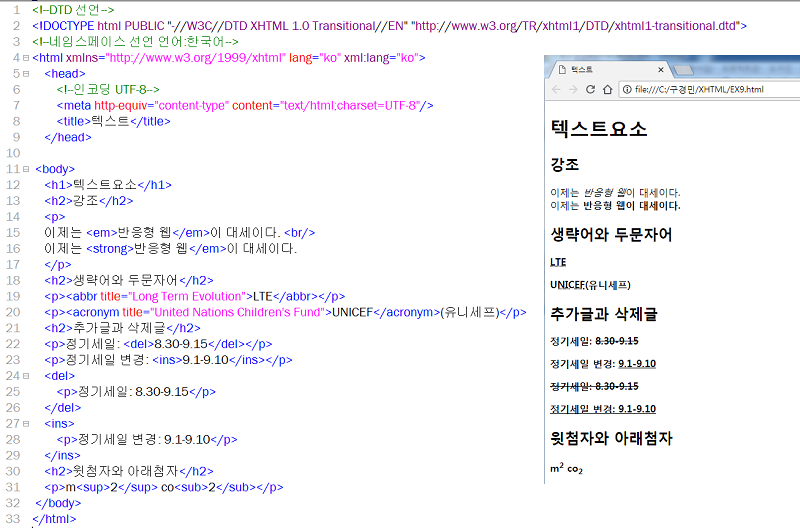 1 <!--DTD 선언-->
2 <!DOCTYPE html PUBLIC "-//W3C//DTD XHTML 1.0 Transitional//EN" "http://www.w3.org/TR/xhtml1/DTD/xhtml1-transitional.dtd">
3 <!--네임스페이스 선언 언어:한국어-->
4 <html xmlns="http://www.w3.org/1999/xhtml" lang="ko" xml:lang="ko">
5 <head>
6 <!--인코딩 UTF-8-->
7 <meta http-equiv="content-type" content="text/html;charset=UTF-8"/>
8 <title>텍스트</title>
9 </head>
10
11 <body>
12 <h1>텍스트요소</h1>
13 <h2>강조</h2>
14 <p>
15 이제는 <em>반응형 웹</em>이 대세이다. <br/>
16 이제는 <strong>반응형 웹</em>이 대세이다.
17 </p>
18 <h2>생략어와 두문자어</h2>
19 <p><abbr title="Long Term Evolution">LTE</abbr></p>
20 <p><acronym title="United Nations Children's Fund">UNICEF</acronym>(유니세프)</p>
21 <h2>추가글과 삭제글</h2>
22 <p>정기세일: <del>8.30-9.15</del></p>
23 <p>정기세일 변경: <ins>9.1-9.10</ins></p>
24 <del>
25 <p>정기세일: 8.30-9.15</p>
26 </del>
27 <ins>
28 <p>정기세일 변경: 9.1-9.10</p>
29 </ins>
30 <h2>윗첨자와 아래첨자</h2>
31 <p>m<sup>2</sup> co<sub>2</sub></p>
32 </body>
33 </html>
텍스트
file:///C:/구경민/XHTML/EX9.html
텍스트요소
강조
이제는 반응형 웹이 대세이다.
이제는 반응형 웹이 대세이다.
생략어와 두문자어
LTE
UNICEF(유니세프)
추가글과 삭제글
정기세일: 8.30-9.15
정기세일 변경: 9.1-9.10
정기세일: 8.30-9.15
정기세일 변경: 9.1-9.10
윗첨자와 아래첨자
m² co₂